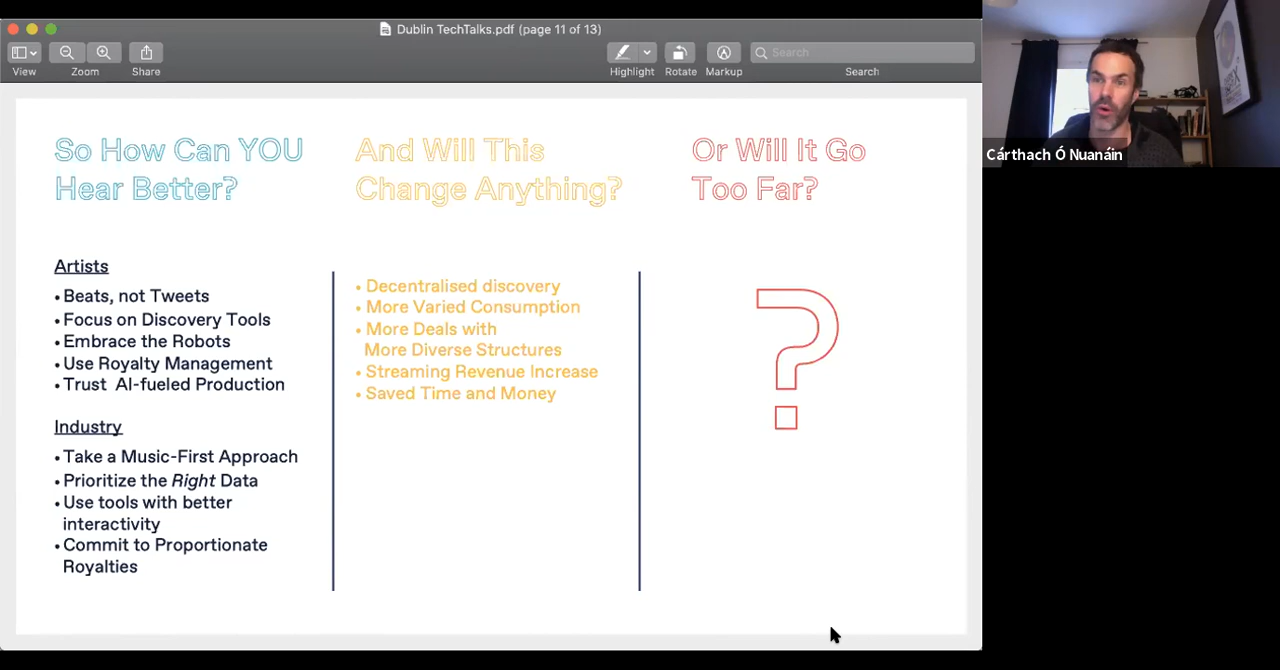 Dublin TechTalks.pdf (page 11 of 13)
View
Zoom
Share
Highlight
Rotate
Markup
Search
Search
Cárthach Ó Nuanáin
So How Can YOU
Hear Better?
Artists
• Beats, not Tweets
• Focus on Discovery Tools
• Embrace the Robots
• Use Royalty Management
• Trust AI-fueled Production
Industry
• Take a Music-First Approach
• Prioritize the Right Data
• Use tools with better
interactivity
• Commit to Proportionate
Royalties
And Will This
Change Anything?
• Decentralised discovery
• More Varied Consumption
• More Deals with
More Diverse Structures
• Streaming Revenue Increase
• Saved Time and Money
Or Will It Go
Too Far?
?